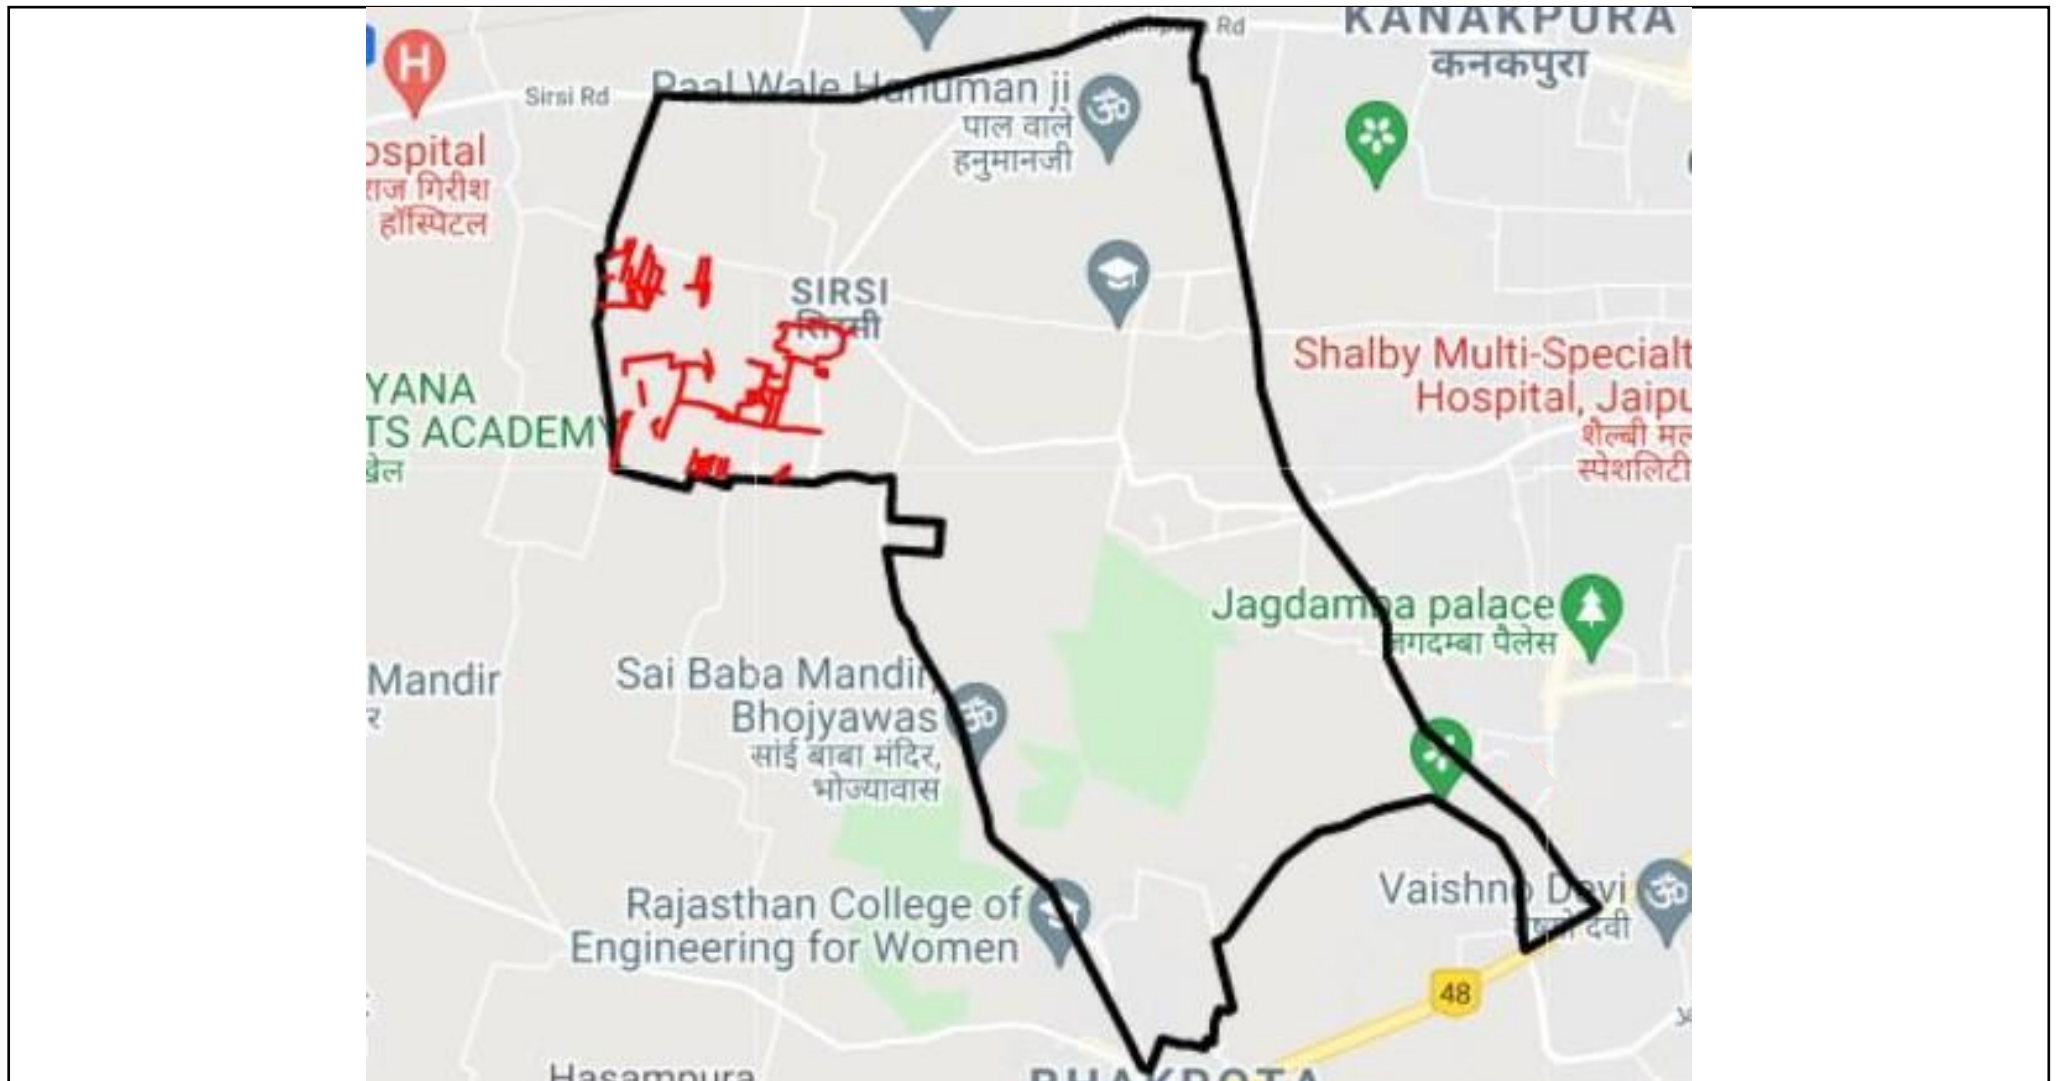 Rd
KANAKPURA
कनकपुरा
Sirsi Rd
Paal Wale Hanuman ji
पाल वाले
हनुमानजी
ospital
राज गिरीश
हॉस्पिटल
SIRSI
सिरसी
Shalby Multi-Specialt
Hospital, Jaipu
शैल्बी मल
स्पेशलिटी
YANA
TS ACADEMY
खेल
Jagdamba palace
जगदम्बा पैलेस
Mandir
र
Sai Baba Mandir,
Bhojyawas
सांई बाबा मंदिर,
भोज्यावास
Rajasthan College of
Engineering for Women
Vaishno Devi
वैष्णो देवी
48
Hasampura
BHAKROTA